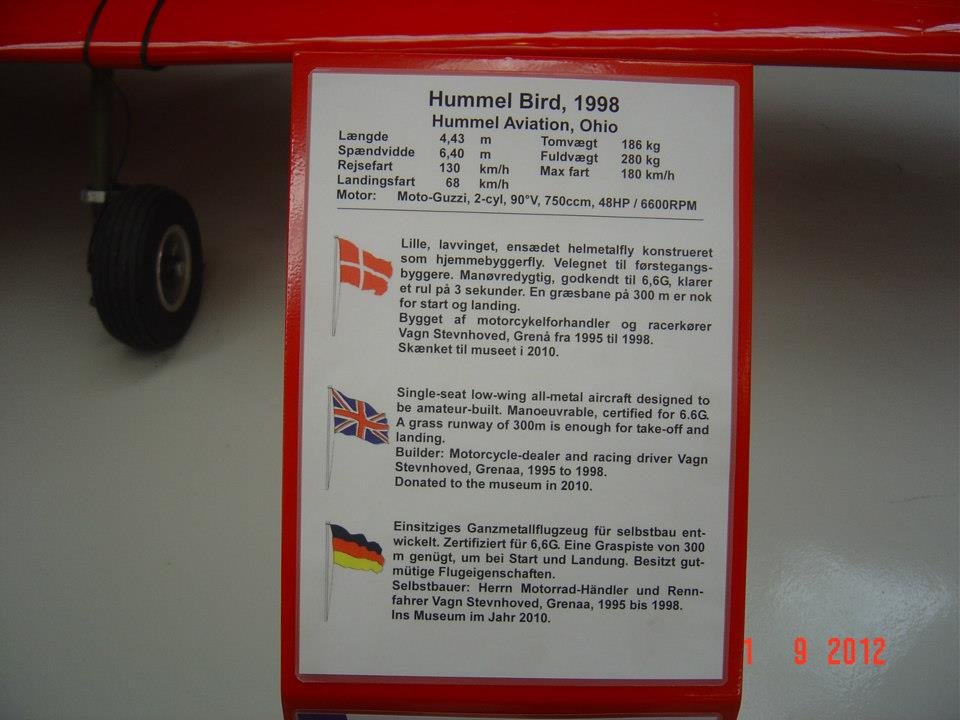 Hummel Bird, 1998
Hummel Aviation, Ohio
Længde 4,43 m Tomvægt 186 kg
Spændvidde 6,40 m Fuldvægt 280 kg
Rejsefart 130 km/h Max fart 180 km/h
Landingsfart 68 km/h
Motor: Moto-Guzzi, 2-cyl, 90°V, 750ccm, 48HP / 6600RPM
Lille, lavvinget, ensædet helmetalfly konstrueret
som hjemmebyggerfly. Velegnet til førstegangs-
byggere. Manøvredygtig, godkendt til 6,6G, klarer
et rul på 3 sekunder. En græsbane på 300 m er nok
for start og landing.
Bygget af motorcykelforhandler og racerkører
Vagn Stevnhoved, Grenå fra 1995 til 1998.
Skænket til museet i 2010.
Single-seat low-wing all-metal aircraft designed to
be amateur-built. Manoeuvrable, certified for 6.6G.
A grass runway of 300m is enough for take-off and
landing.
Builder: Motorcycle-dealer and racing driver Vagn
Stevnhoved, Grenaa, 1995 to 1998.
Donated to the museum in 2010.
Einsitziges Ganzmetallflugzeug für selbstbau ent-
wickelt. Zertifiziert für 6,6G. Eine Graspiste von 300
m genügt, um bei Start und Landung. Besitzt gut-
mütige Flugeigenschaften.
Selbstbauer: Herrn Motorrad-Händler und Renn-
fahrer Vagn Stevnhoved, Grenaa, 1995 bis 1998.
Ins Museum im Jahr 2010.
1 9 2012